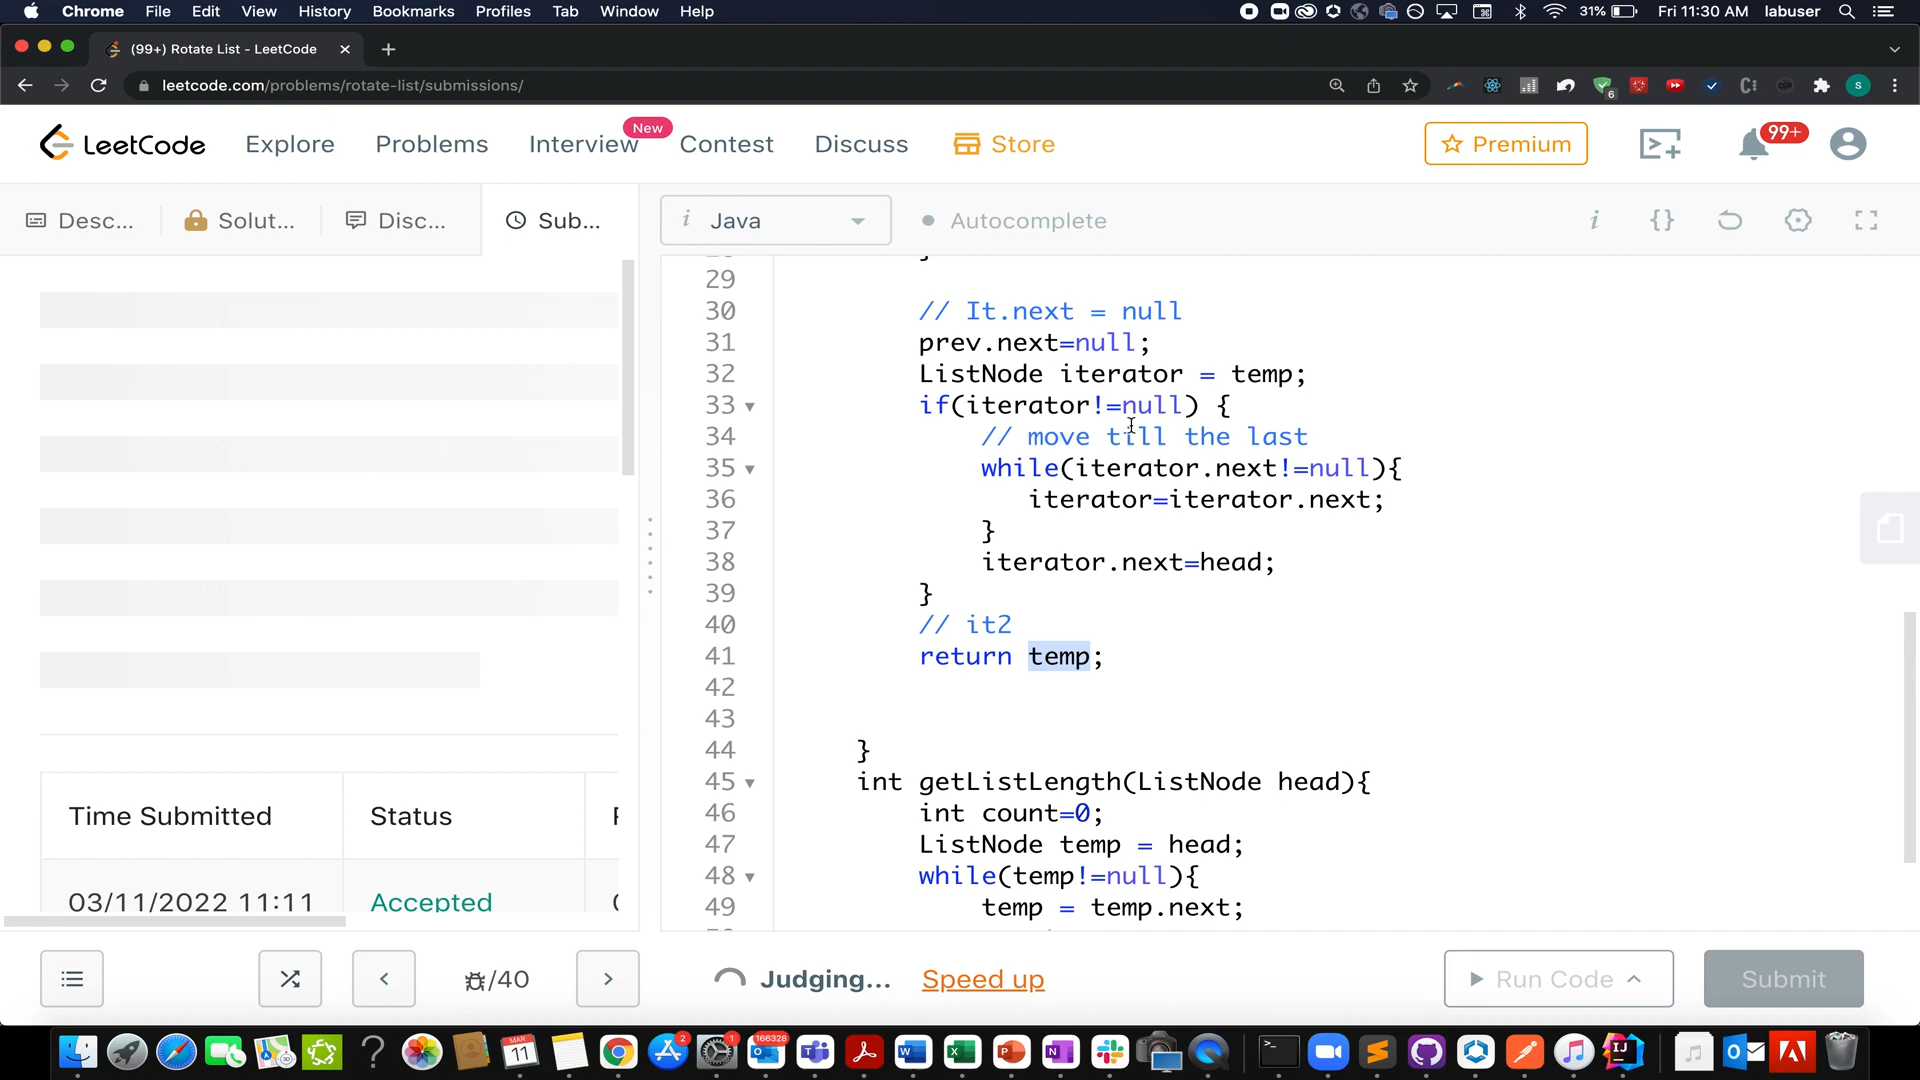 Chrome File Edit View History Bookmarks Profiles Tab Window Help 31% Fri 11:30 AM labuser
(99+) Rotate List - LeetCode
leetcode.com/problems/rotate-list/submissions/
LeetCode Explore Problems Interview New Contest Discuss Store Premium 99+
Desc... Solut... Disc... Sub... i Java Autocomplete
29
30 // It.next = null
31 prev.next=null;
32 ListNode iterator = temp;
33 if(iterator!=null) {
34 // move till the last
35 while(iterator.next!=null){
36 iterator=iterator.next;
37 }
38 iterator.next=head;
39 }
40 // it2
41 return temp;
42
43
44 }
45 int getListLength(ListNode head){
46 int count=0;
47 ListNode temp = head;
48 while(temp!=null){
49 temp = temp.next;
Time Submitted Status
03/11/2022 11:11 Accepted
/40 Judging... Speed up Run Code Submit